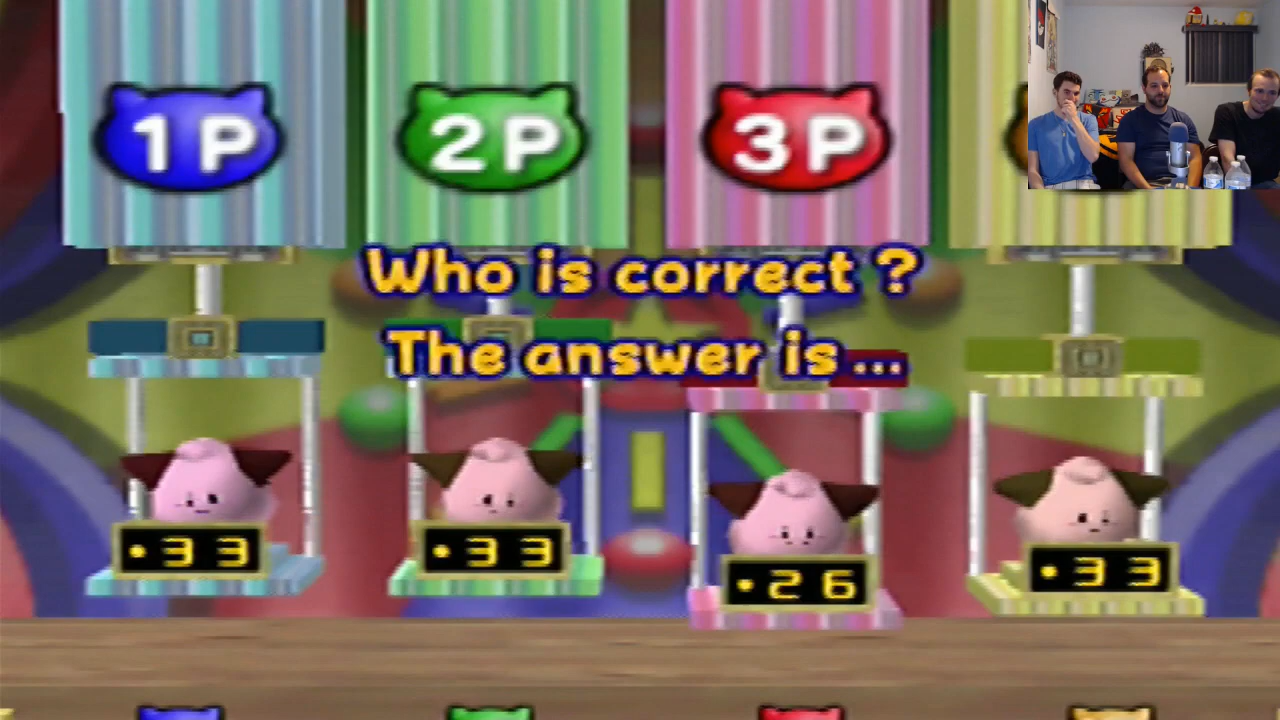 1P
2P
3P
Who is correct ?
The answer is ...
• 33
• 33
• 26
• 33